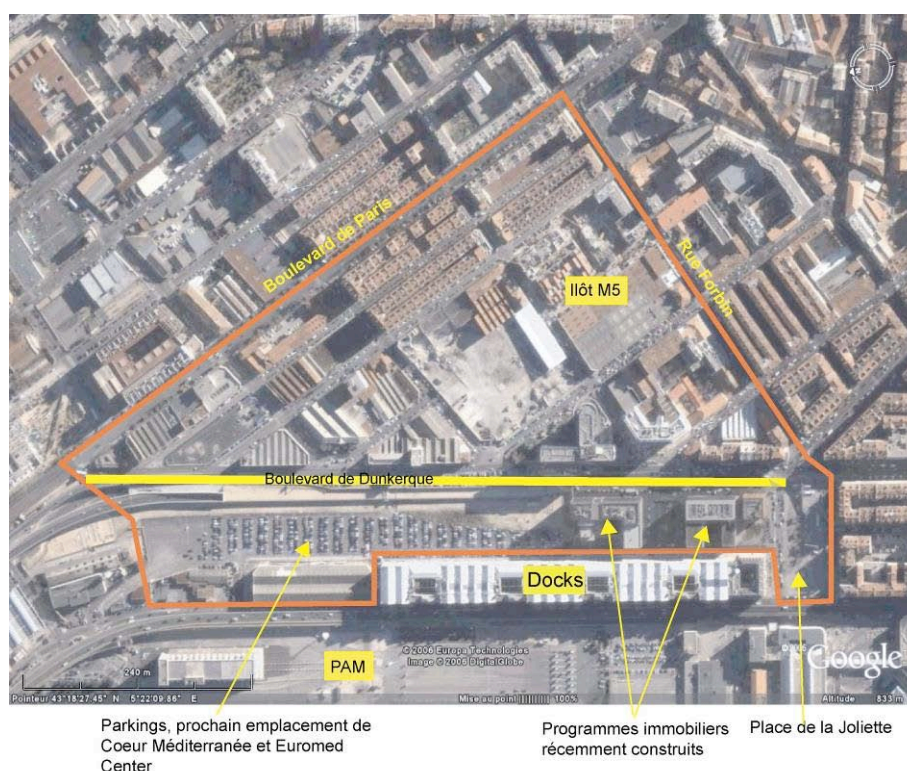 Boulevard de Paris
Rue Forbin
Ilôt M5
Boulevard de Dunkerque
Docks
PAM
© 2006 Europa Technologies
Image © 2006 DigitalGlobe
Google
240 m
Pointeur 43°18'27.45" N 5°22'09.86" E
Mise au point |||||||||| 100%
Altitude 833 m
Parkings, prochain emplacement de
Coeur Méditerranée et Euromed
Center
Programmes immobiliers
récemment construits
Place de la Joliette